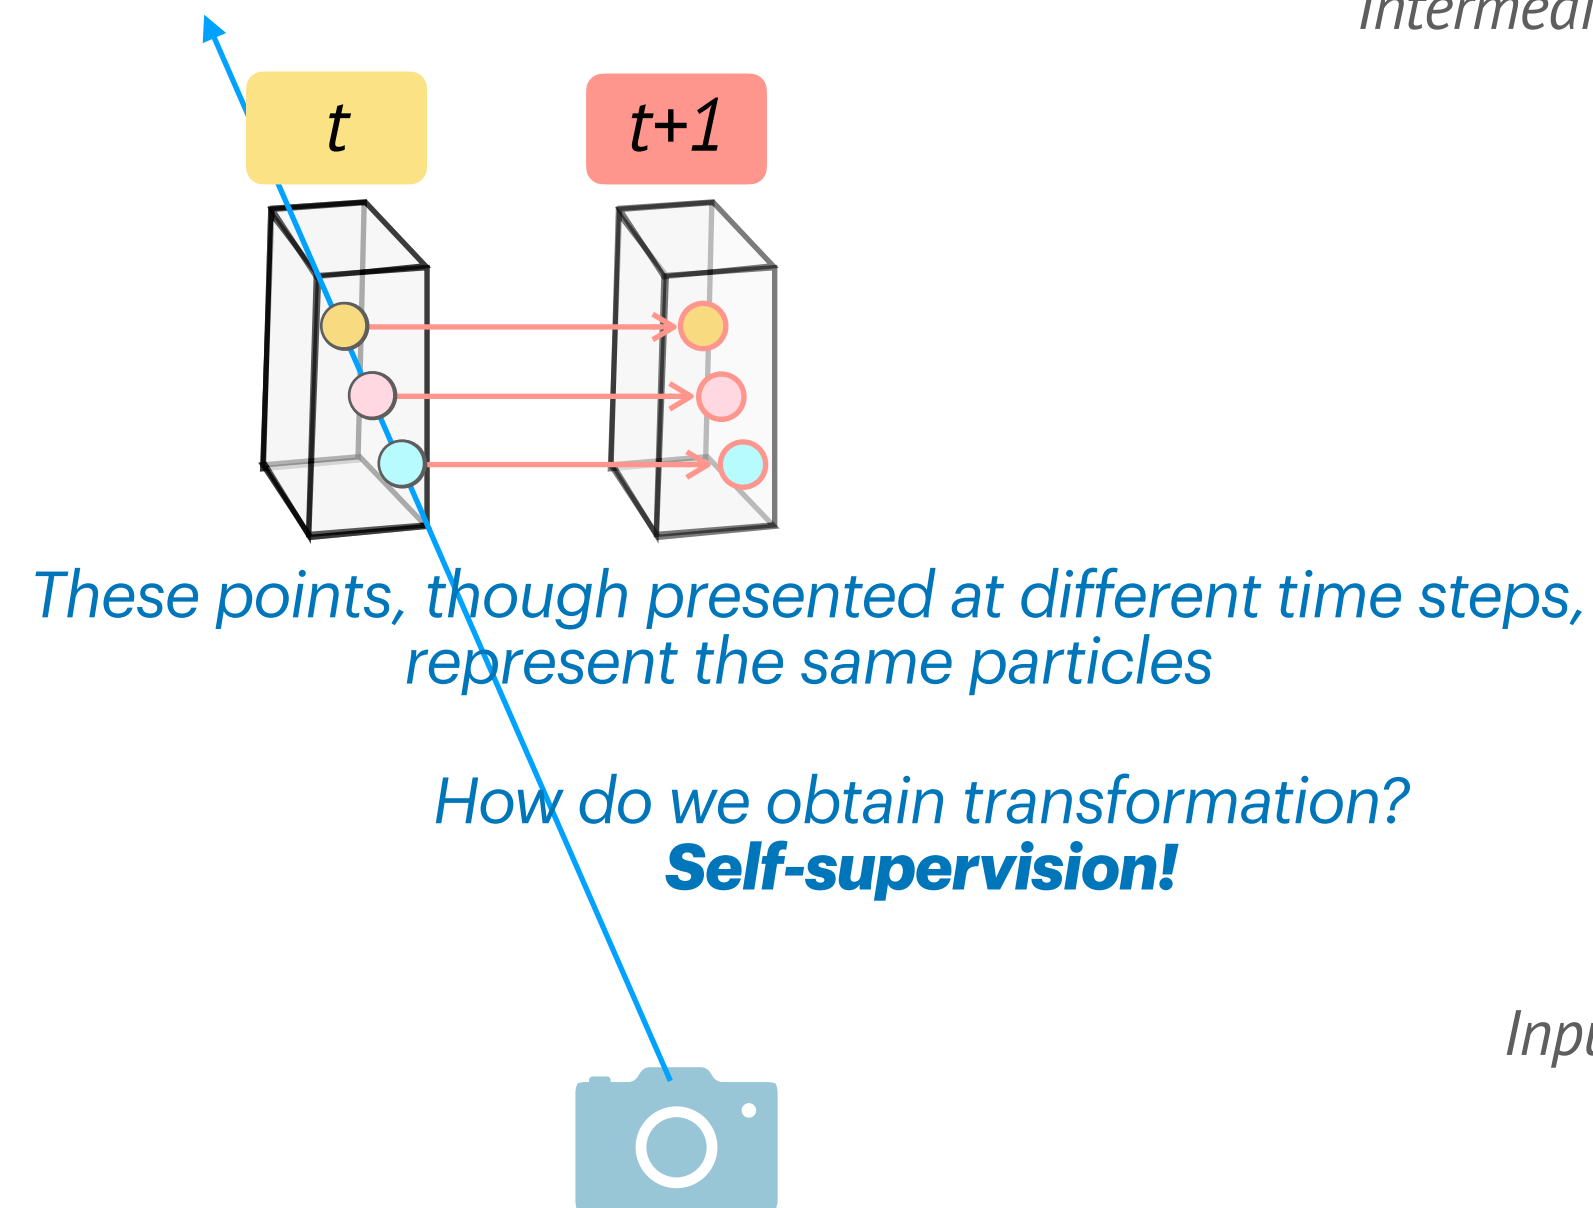 t
t+1
These points, though presented at different time steps,
represent the same particles
How do we obtain transformation?
Self-supervision!